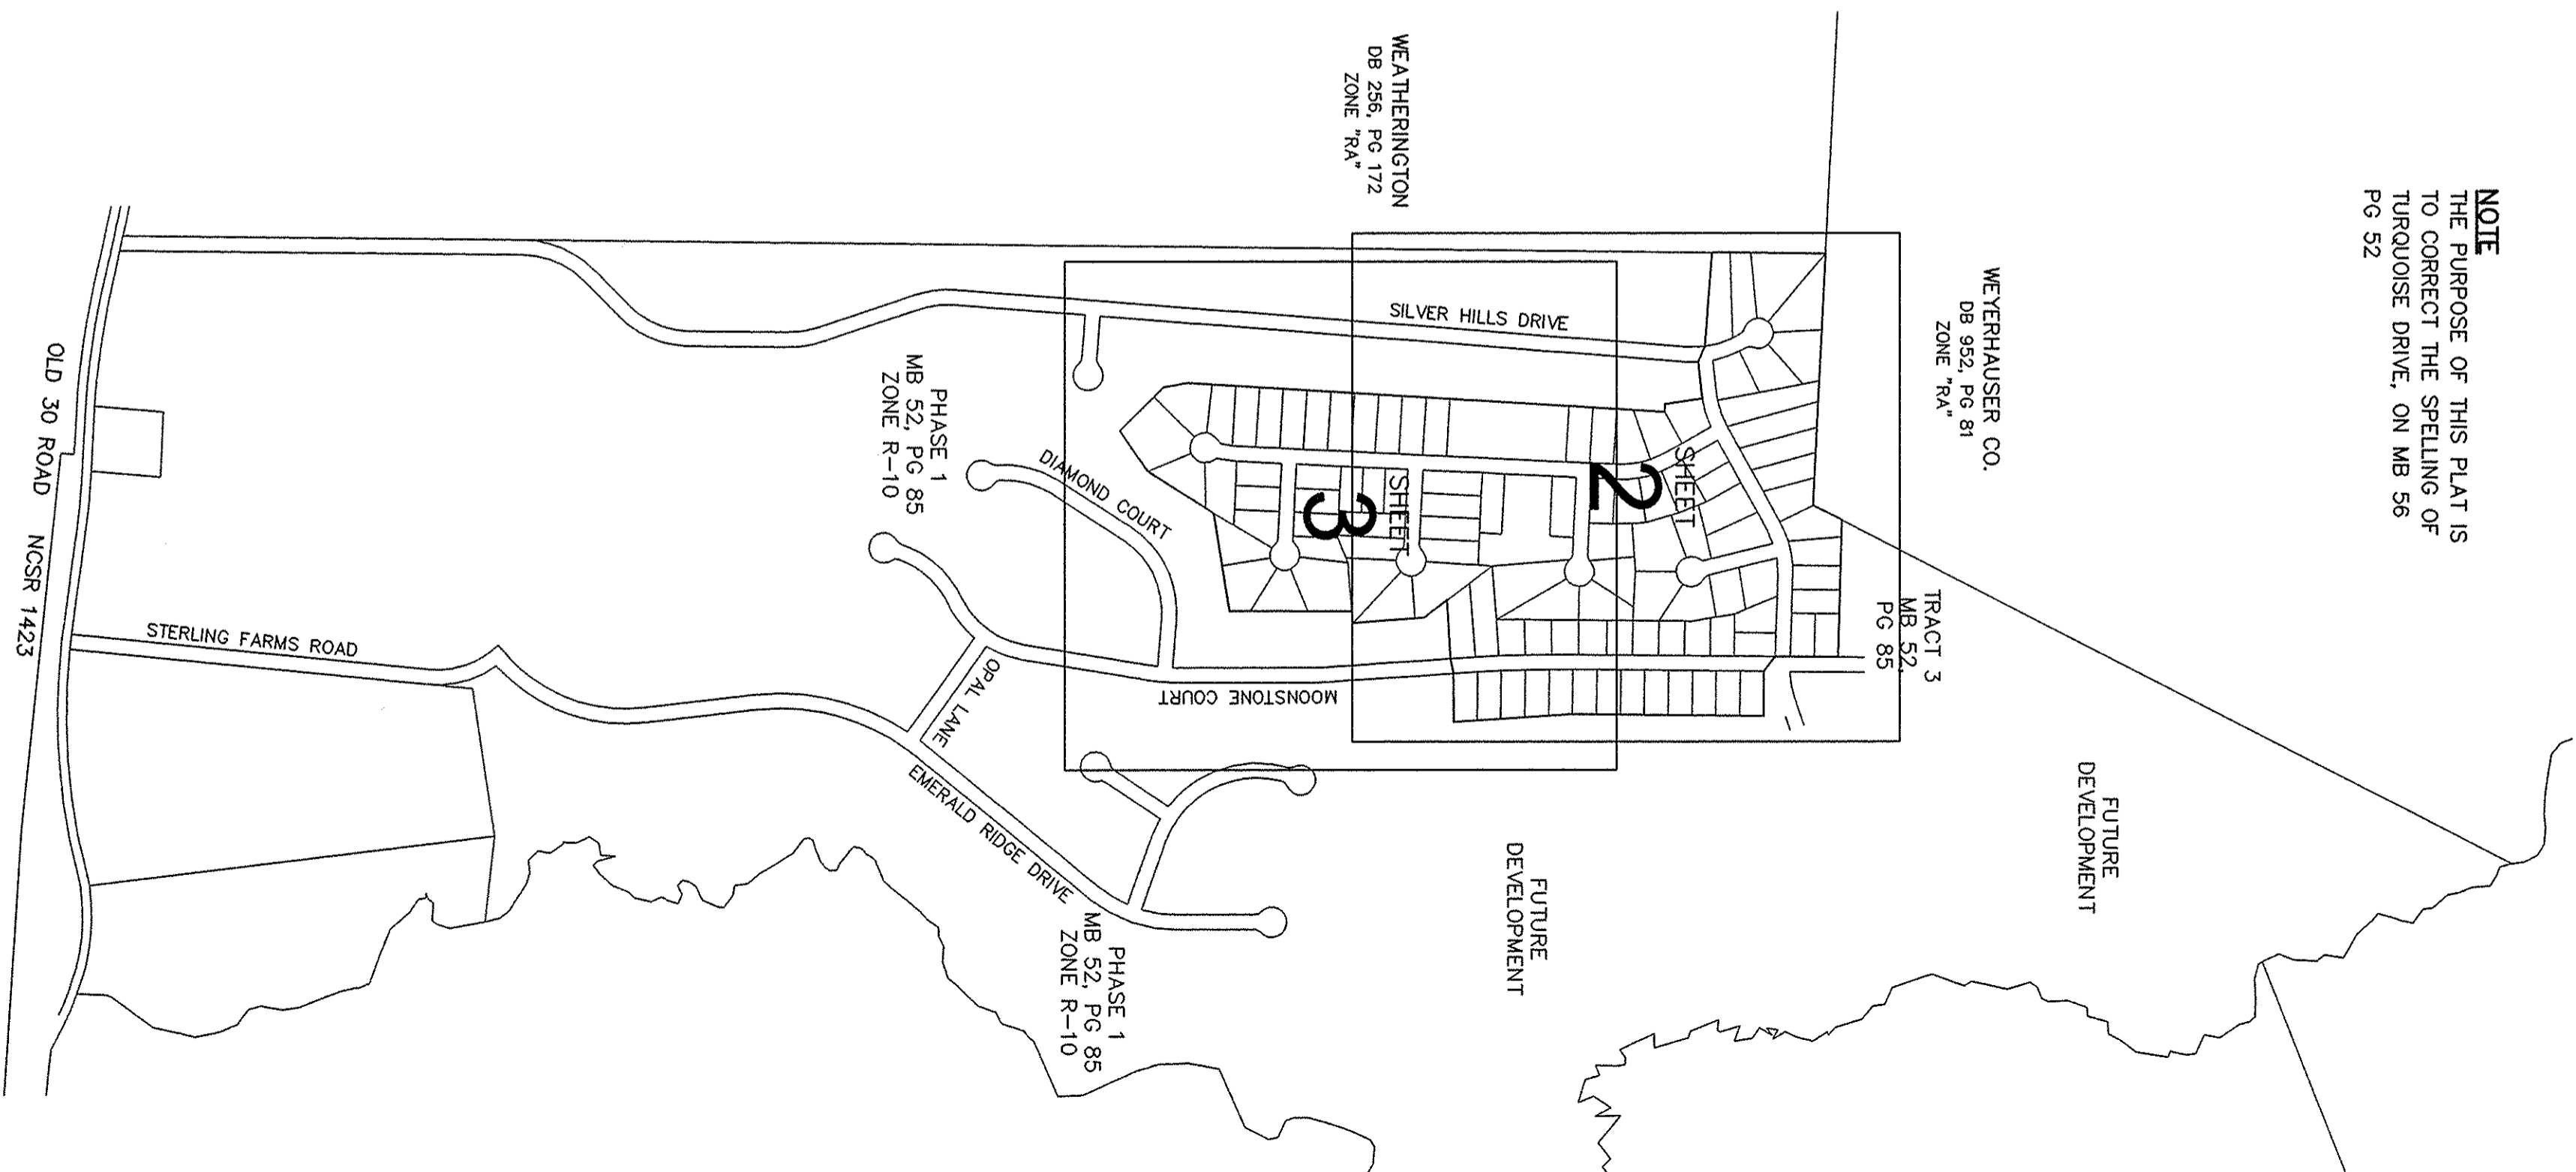 NOTE
THE PURPOSE OF THIS PLAT IS
TO CORRECT THE SPELLING OF
TURQUOISE DRIVE, ON MB 56
PG 52
WEYERHAUSER CO.
DB 952, PG 81
ZONE "RA"
TRACT 3
MB 52,
PG 85
FUTURE
DEVELOPMENT
FUTURE
DEVELOPMENT
WEATHERINGTON
DB 256, PG 172
ZONE "RA"
SILVER HILLS DRIVE
SHEET
2
SHEET
3
DIAMOND COURT
MOONSTONE COURT
OPAL LANE
EMERALD RIDGE DRIVE
PHASE 1
MB 52, PG 85
ZONE R-10
PHASE 1
MB 52, PG 85
ZONE R-10
STERLING FARMS ROAD
OLD 30 ROAD NCSR 1423